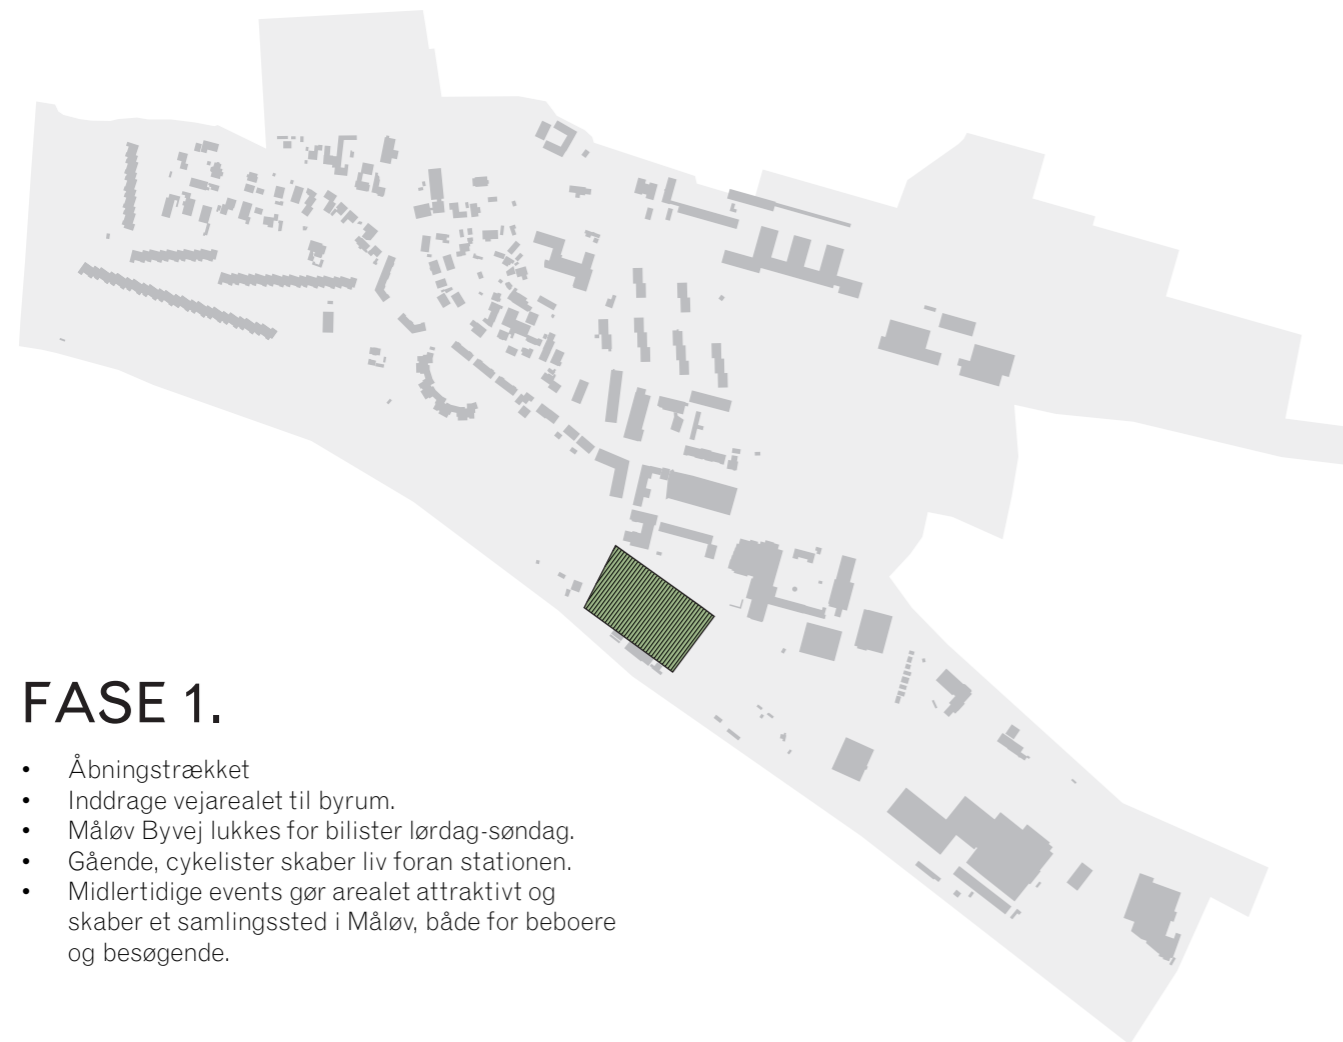 FASE 1.
• Åbningstrækket
• Inddrage vejarealet til byrum.
• Måløv Byvej lukkes for bilister lørdag-søndag.
• Gående, cykelister skaber liv foran stationen.
• Midlertidige events gør arealet attraktivt og
skaber et samlingssted i Måløv, både for beboere
og besøgende.